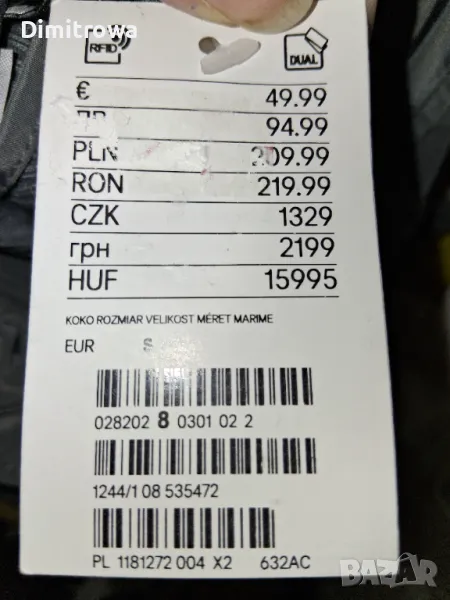 Dimitrowa
RFID DUAL
€ 49.99
94.99
PLN 209.99
RON 219.99
CZK 1329
грн 2199
HUF 15995
KOKO ROZMIAR VELIKOST MÉRET MARIME
EUR S
028202 8 0301 02 2
1244/1 08 535472
PL 1181272 004 X2 632AC
bazar